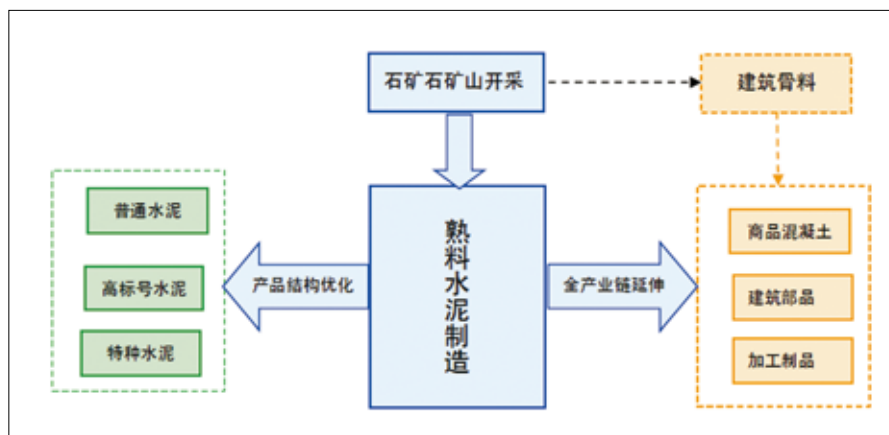 石矿石矿山开采
建筑骨料
普通水泥
高标号水泥
特种水泥
产品结构优化
熟料水泥制造
全产业链延伸
商品混凝土
建筑部品
加工制品